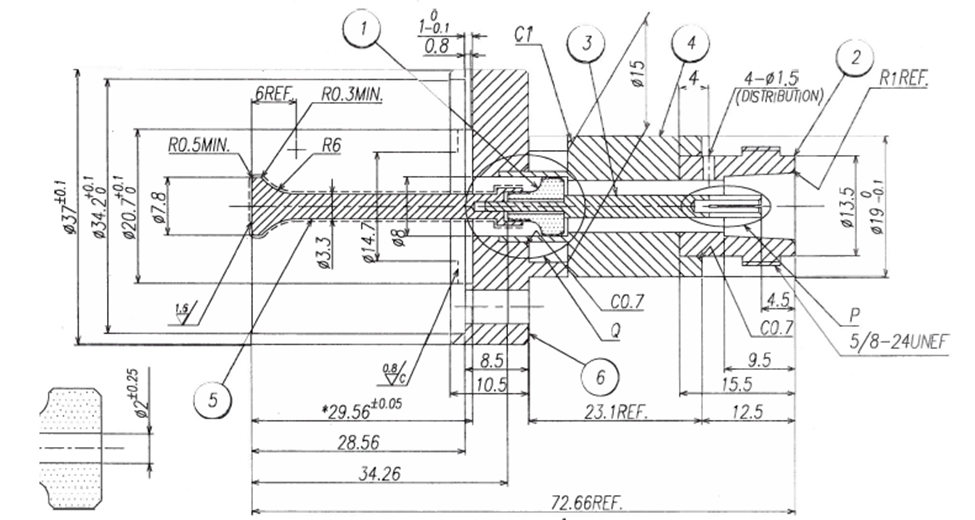 1 0 -0.1
0.8
1
C1
3
ø15
4
4
4-ø1.5
(DISTRIBUTION)
2
R1REF.
6REF.
R0.3MIN.
R0.5MIN.
R6
ø37±0.1
ø34.2 +0.1 0
ø20.7 +0.1 0
ø7.8
ø3.3
ø14.7
ø8
ø13.5
ø19 0 -0.1
1.6
0.8
C
C0.7
Q
4.5
P
C0.7
5/8-24UNEF
5
8.5
6
9.5
10.5
15.5
*29.56±0.05
23.1REF.
12.5
28.56
34.26
72.66REF.
ø2±0.25